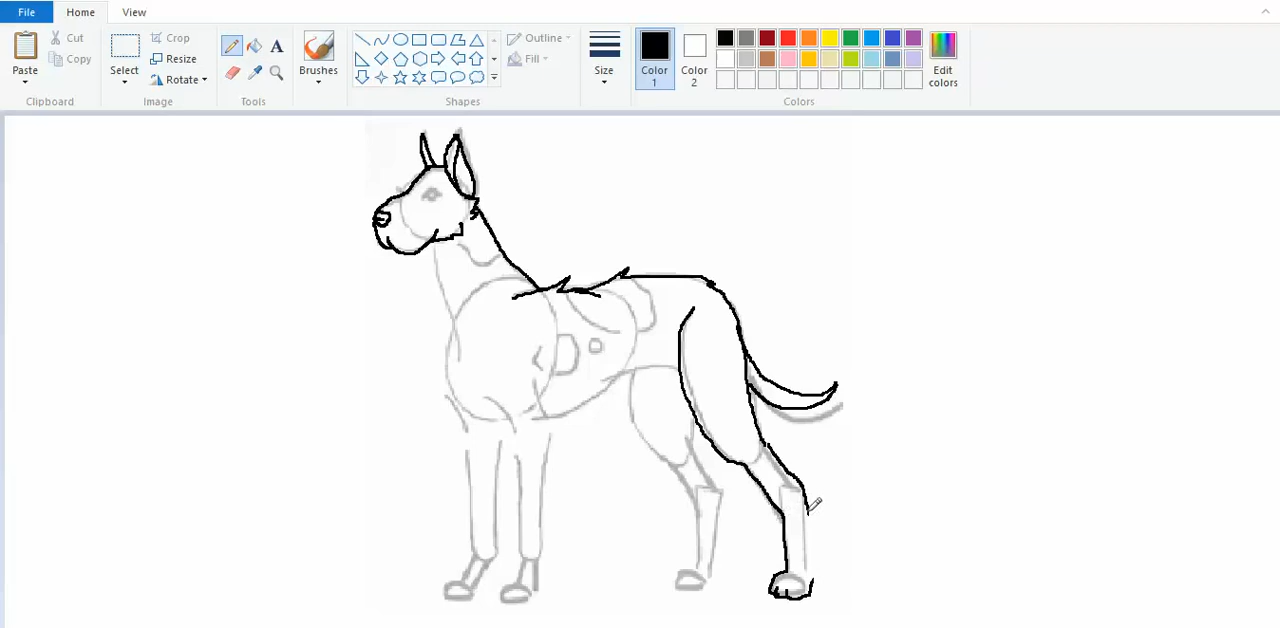 File Home View
Paste
Cut
Copy
Clipboard
Select
Crop
Resize
Rotate
Image
A
Tools
Brushes
Outline
Fill
Shapes
Size
Color
1
Color
2
Colors
Edit
colors